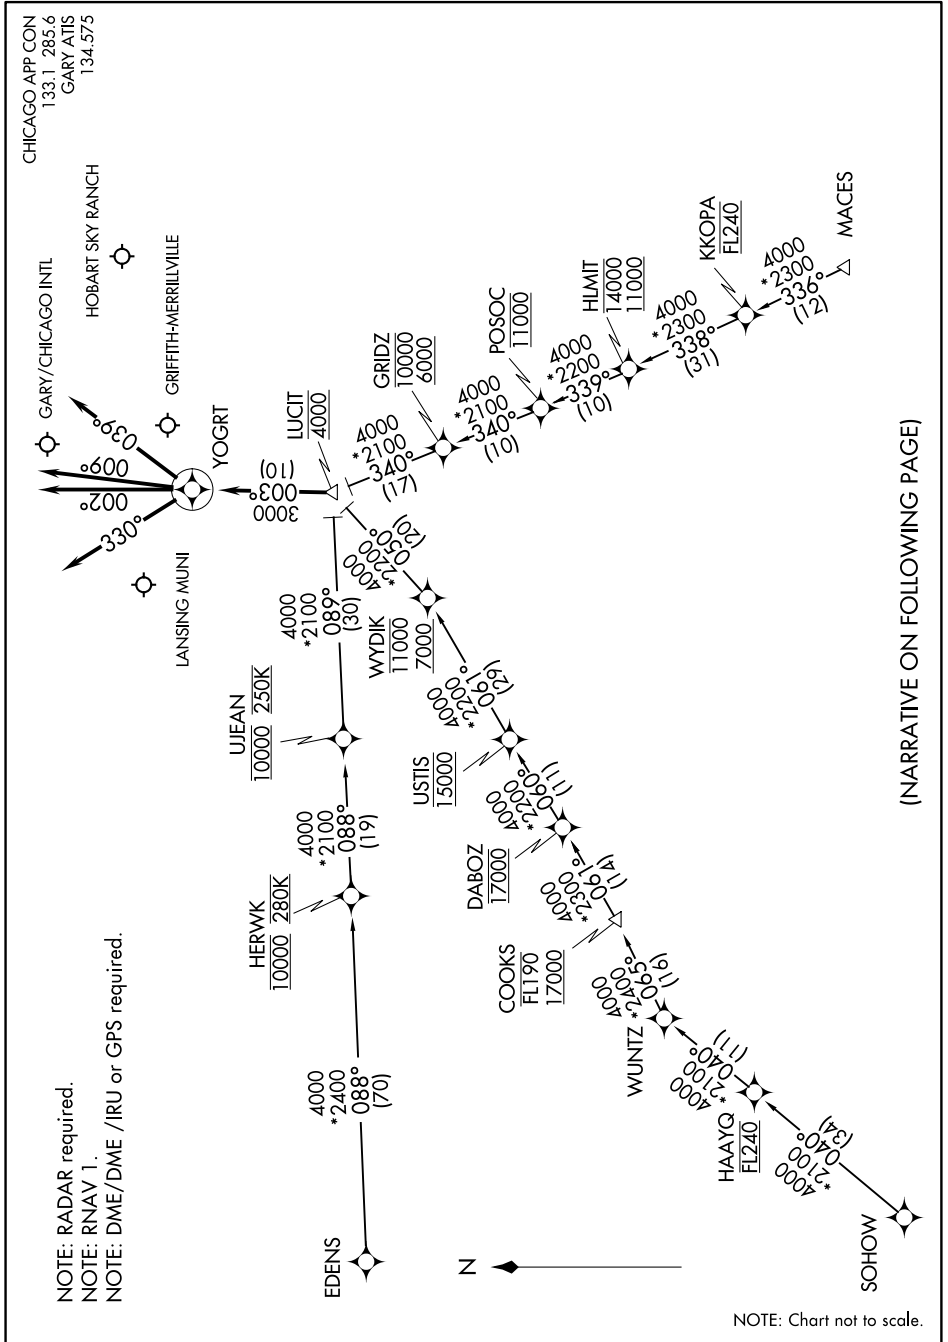 CHICAGO APP CON
133.1 285.6
GARY ATIS
134.575
NOTE: RADAR required.
NOTE: RNAV 1.
NOTE: DME/DME /IRU or GPS required.
GARY/CHICAGO INTL
HOBART SKY RANCH
GRIFFITH-MERRILLVILLE
LANSING MUNI
330°
002°
009°
039°
YOGRT
3000
003°
(10)
LUCIT
4000
EDENS
4000
*2400
088°
(70)
HERWK
10000 280K
4000
*2100
088°
(19)
UJEAN
10000 250K
4000
*2100
089°
(30)
SOHOW
4000
*2100
040°
(34)
HAAYQ
FL240
4000
*2100
040°
(11)
WUNTZ
4000
*2400
065°
(16)
COOKS
FL190
17000
4000
*2300
061°
(14)
DABOZ
17000
4000
*2200
060°
(11)
USTIS
15000
4000
*2200
061°
(29)
WYDIK
11000
7000
4000
*2200
050°
(20)
MACES
4000
*2300
336°
(12)
KKOPA
FL240
4000
*2300
338°
(31)
HLMIT
14000
11000
4000
*2200
339°
(10)
POSOC
11000
4000
*2100
340°
(10)
GRIDZ
10000
6000
4000
*2100
340°
(17)
N
(NARRATIVE ON FOLLOWING PAGE)
NOTE: Chart not to scale.